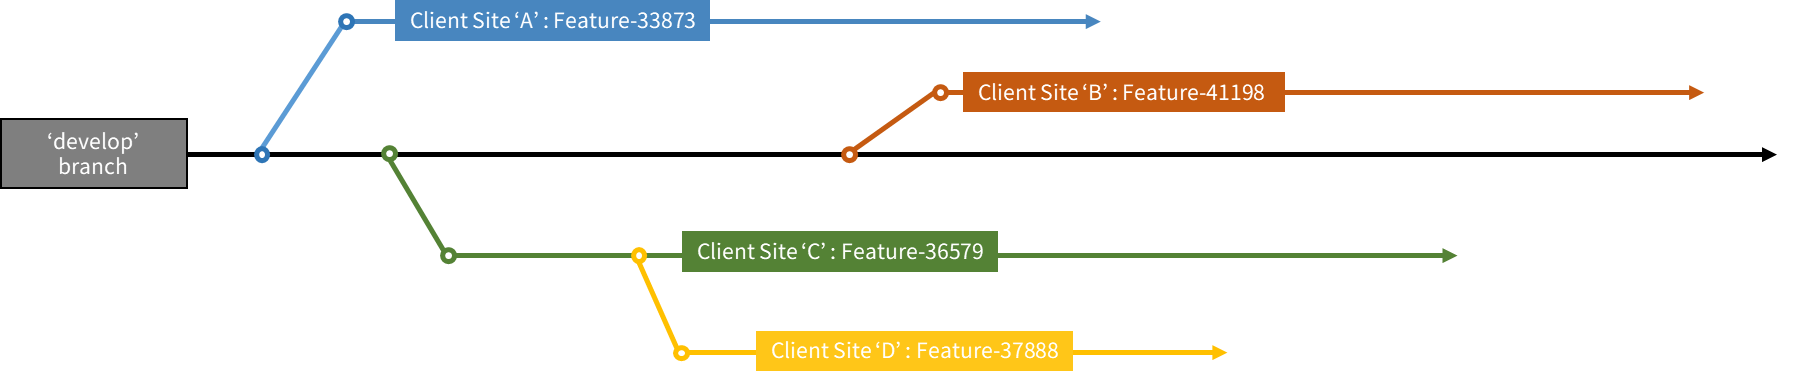 Client Site ‘A’ : Feature-33873
Client Site ‘B’ : Feature-41198
‘develop’
branch
Client Site ‘C’ : Feature-36579
Client Site ‘D’ : Feature-37888